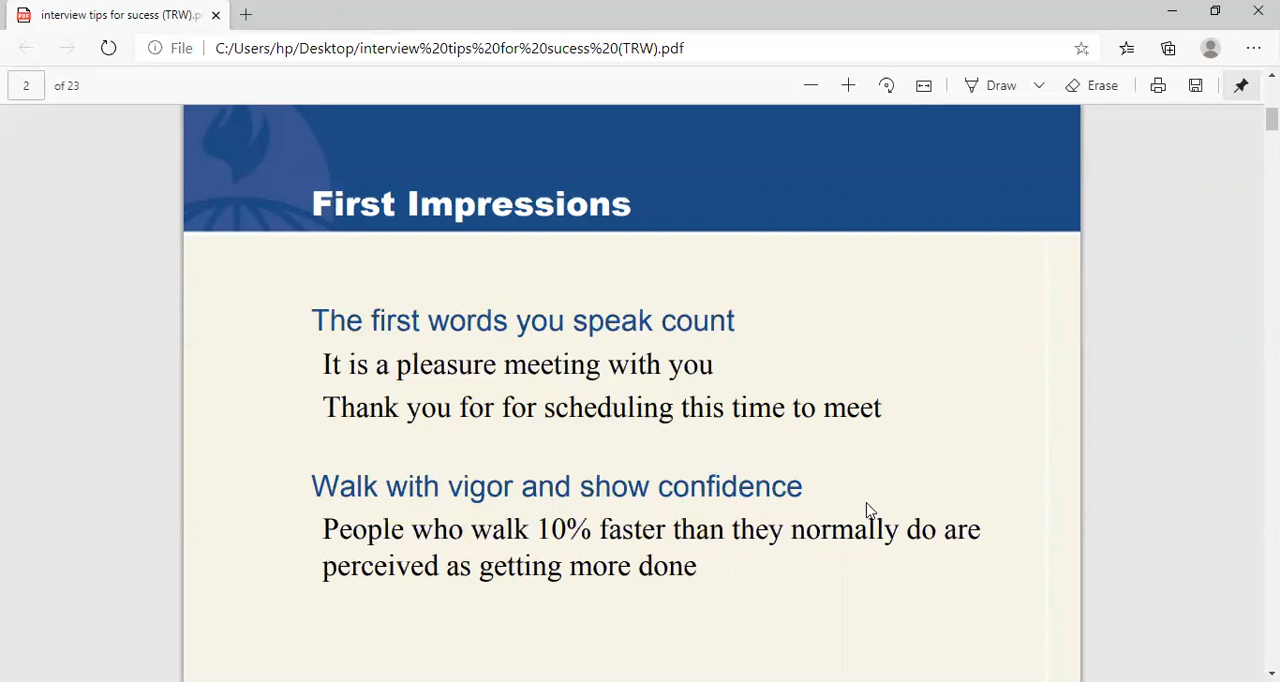 interview tips for sucess (TRW).p
File C:/Users/hp/Desktop/interview%20tips%20for%20sucess%20(TRW).pdf
2 of 23 Draw Erase
First Impressions
The first words you speak count
It is a pleasure meeting with you
Thank you for for scheduling this time to meet
Walk with vigor and show confidence
People who walk 10% faster than they normally do are
perceived as getting more done